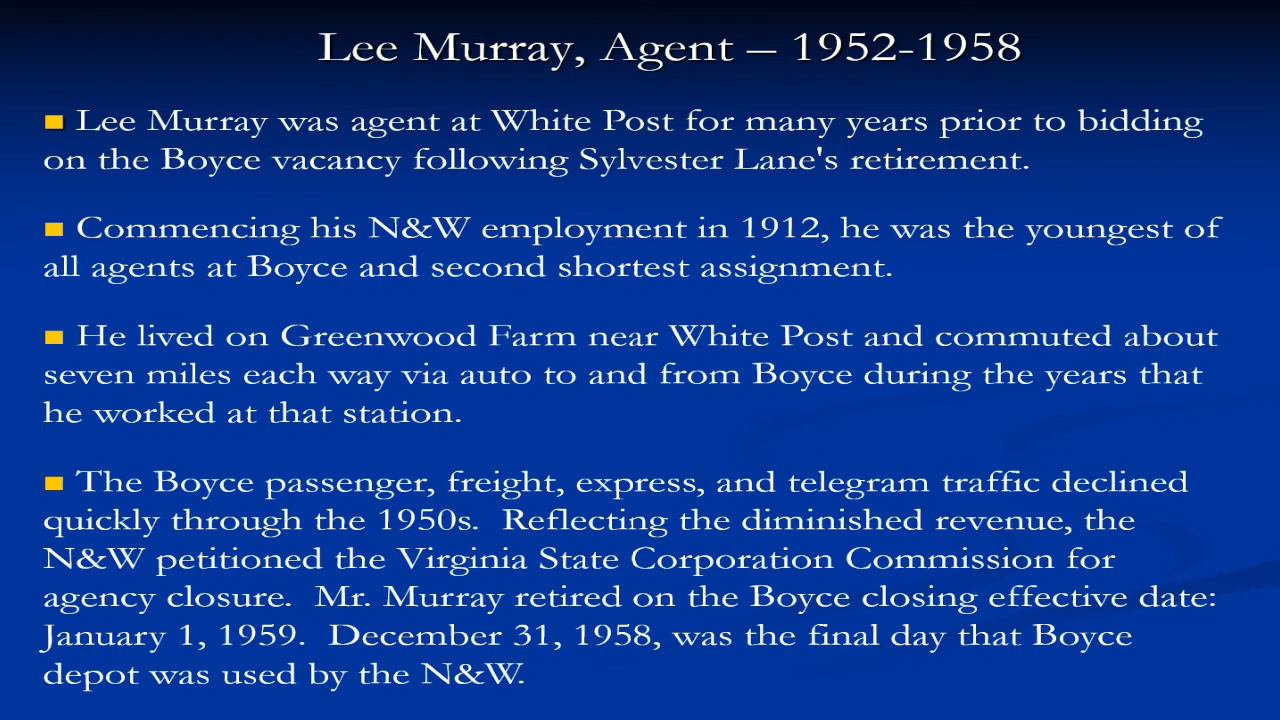 Lee Murray, Agent – 1952-1958
Lee Murray was agent at White Post for many years prior to bidding
on the Boyce vacancy following Sylvester Lane's retirement.
Commencing his N&W employment in 1912, he was the youngest of
all agents at Boyce and second shortest assignment.
He lived on Greenwood Farm near White Post and commuted about
seven miles each way via auto to and from Boyce during the years that
he worked at that station.
The Boyce passenger, freight, express, and telegram traffic declined
quickly through the 1950s.  Reflecting the diminished revenue, the
N&W petitioned the Virginia State Corporation Commission for
agency closure.  Mr. Murray retired on the Boyce closing effective date:
January 1, 1959.  December 31, 1958, was the final day that Boyce
depot was used by the N&W.